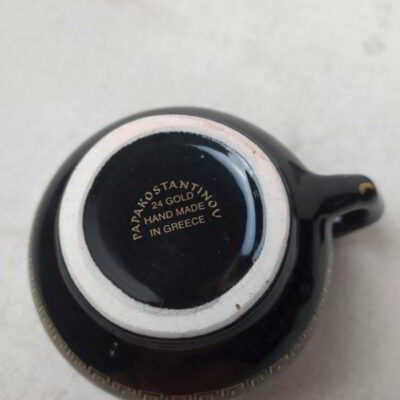 PAPAKOSTANTINOU
24 GOLD
HAND MADE
IN GREECE